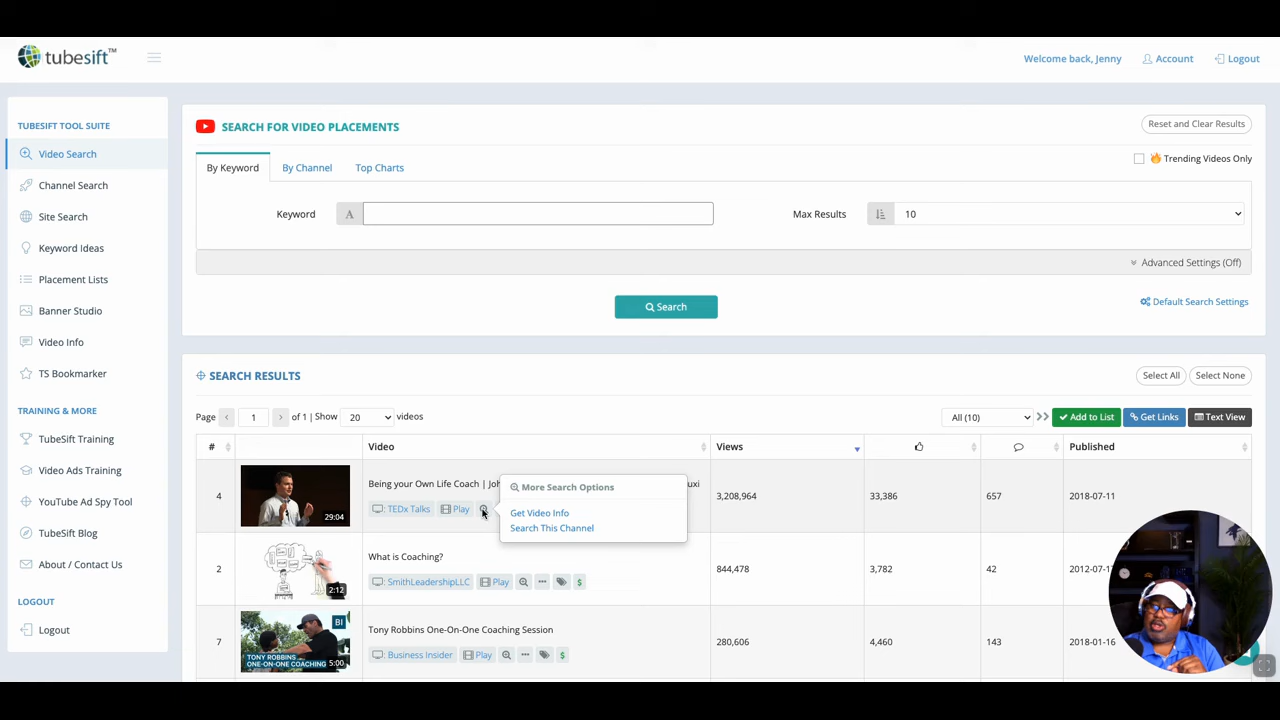 tubesift™
Welcome back, Jenny
Account
Logout
TUBESIFT TOOL SUITE
Video Search
Channel Search
Site Search
Keyword Ideas
Placement Lists
Banner Studio
Video Info
TS Bookmarker
TRAINING & MORE
TubeSift Training
Video Ads Training
YouTube Ad Spy Tool
TubeSift Blog
About / Contact Us
LOGOUT
Logout
SEARCH FOR VIDEO PLACEMENTS
Reset and Clear Results
By Keyword By Channel Top Charts
Trending Videos Only
Keyword A
Max Results 10
Advanced Settings (Off)
Search
Default Search Settings
SEARCH RESULTS
Select All Select None
Page 1 of 1 | Show 20 videos
All (10) Add to List Get Links Text View
# Video Views Published
4 29:04 Being your Own Life Coach | 3,208,964 33,386 657 2018-07-11
: TEDx Talks Play
More Search Options
Get Video Info
Search This Channel
2 2:12 What is Coaching? 844,478 3,782 42
: SmithLeadershipLLC Play ••• $
7 Tony Robbins One-On-One Coaching Session 280,606 4,460 143 2018-01-16
BI
TONY ROBBINS
ONE-ON-ONE COACHING
5:00
: Business Insider Play ••• $